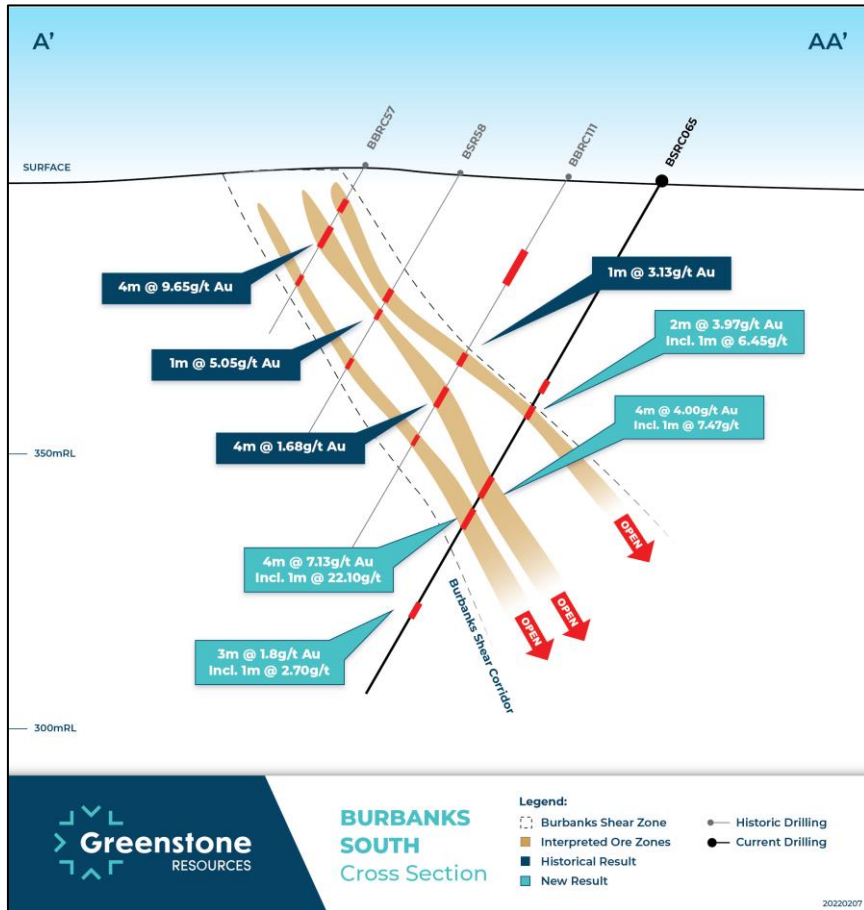 A'
AA'
BBRC57
BSR58
BBRC111
BSRC065
SURFACE
4m @ 9.65g/t Au
1m @ 3.13g/t Au
2m @ 3.97g/t Au
Incl. 1m @ 6.45g/t
1m @ 5.05g/t Au
4m @ 4.00g/t Au
Incl. 1m @ 7.47g/t
4m @ 1.68g/t Au
350mRL
OPEN
4m @ 7.13g/t Au
Incl. 1m @ 22.10g/t
OPEN
OPEN
3m @ 1.8g/t Au
Incl. 1m @ 2.70g/t
Burbanks Shear Corridor
300mRL
Greenstone
RESOURCES
BURBANKS
SOUTH
Cross Section
Legend:
Burbanks Shear Zone
Interpreted Ore Zones
Historical Result
New Result
Historic Drilling
Current Drilling
20220207